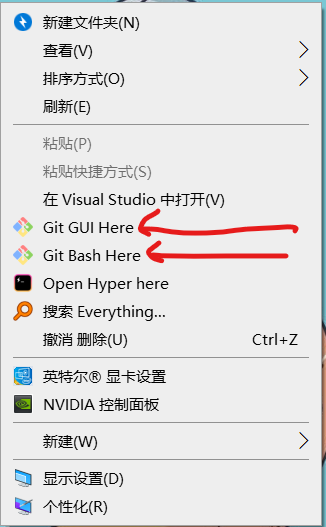 新建文件夹(N)
查看(V)
排序方式(O)
刷新(E)
粘贴(P)
粘贴快捷方式(S)
在 Visual Studio 中打开(V)
Git GUI Here
Git Bash Here
Open Hyper here
搜索 Everything...
撤消 删除(U) Ctrl+Z
英特尔® 显卡设置
NVIDIA 控制面板
新建(W)
显示设置(D)
个性化(R)